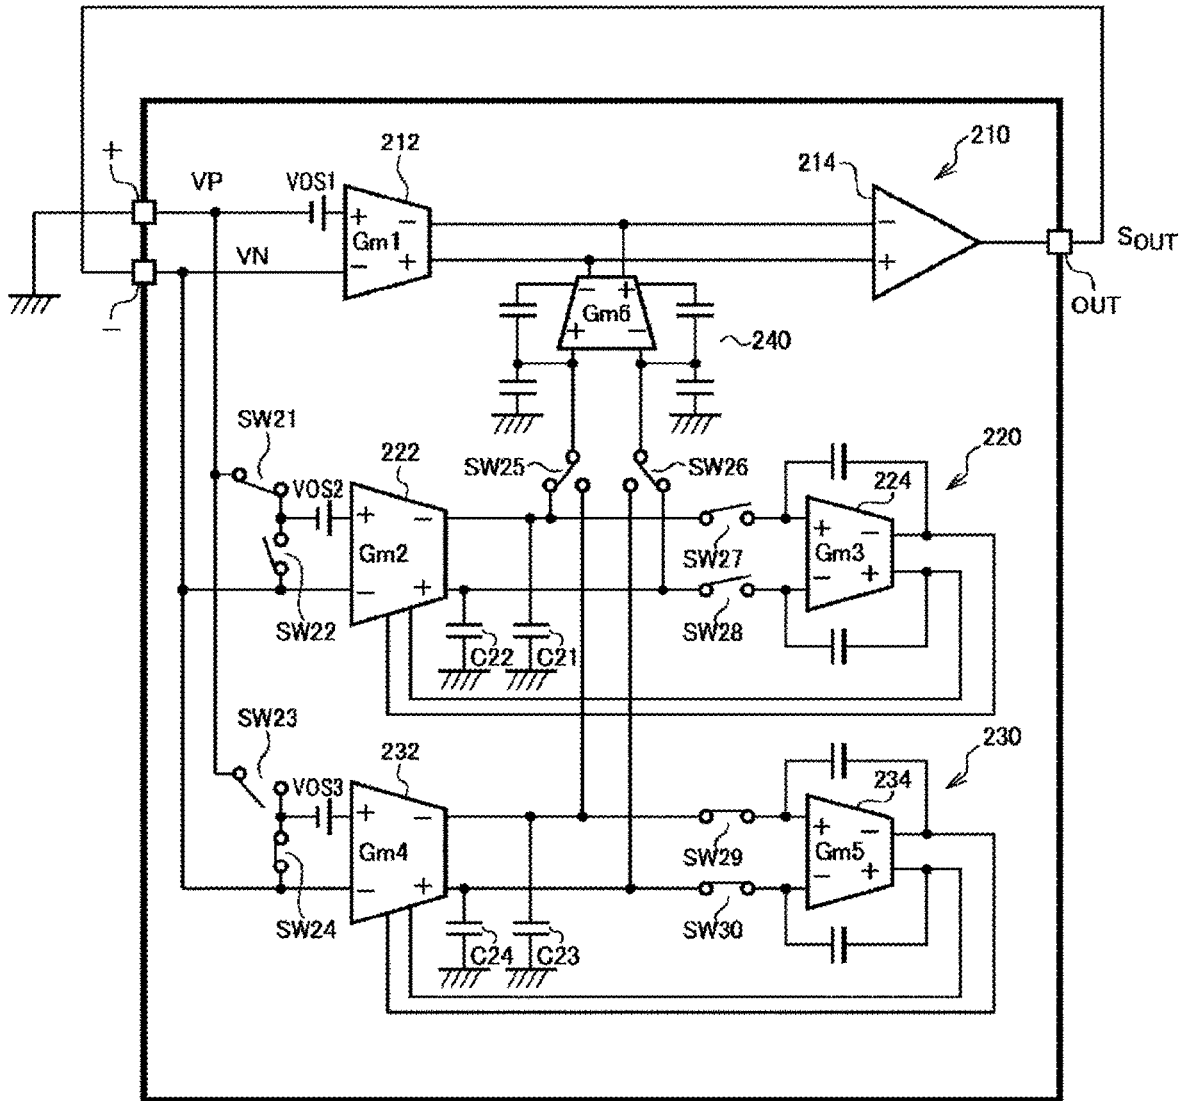 212
210
214
+
VP
VOS1
+
−
−
Gm1
SOUT
VN
−
+
+
−
OUT
−
+
Gm6
+
−
240
SW21
222
SW25
SW26
220
224
VOS2
+
−
+
−
Gm2
SW27
Gm3
−
+
−
+
SW22
SW28
C22
C21
SW23
232
230
234
VOS3
+
−
+
−
Gm4
SW29
Gm5
−
+
−
+
SW24
SW30
C24
C23